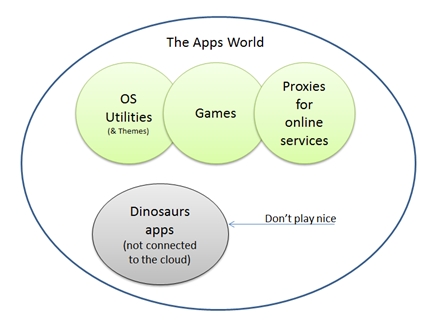 The Apps World
OS
Utilities
(& Themes)
Games
Proxies
for
online
services
Dinosaurs
apps
(not connected
to the cloud)
Don't play nice